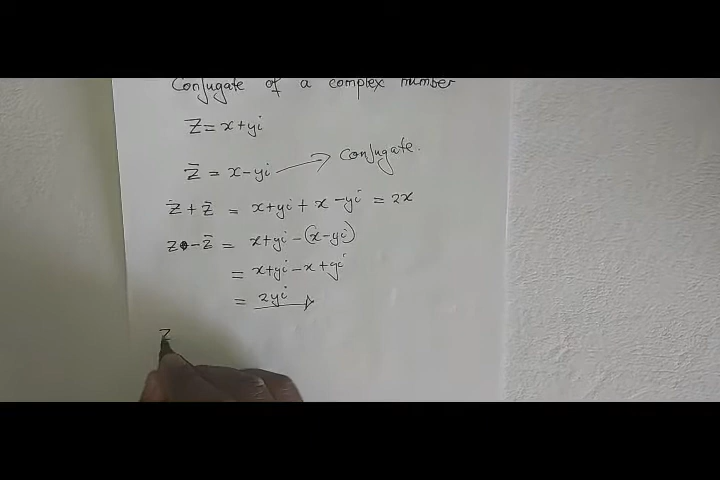 Conjugate of a complex number
Z = x+yi
z̄ = x-yi → Conjugate.
z̄ + z̄ = x+yi + x -yi = 2x
z - z̄ = x+yi -(x-yi)
= x+yi - x + yi
= 2yi
Z